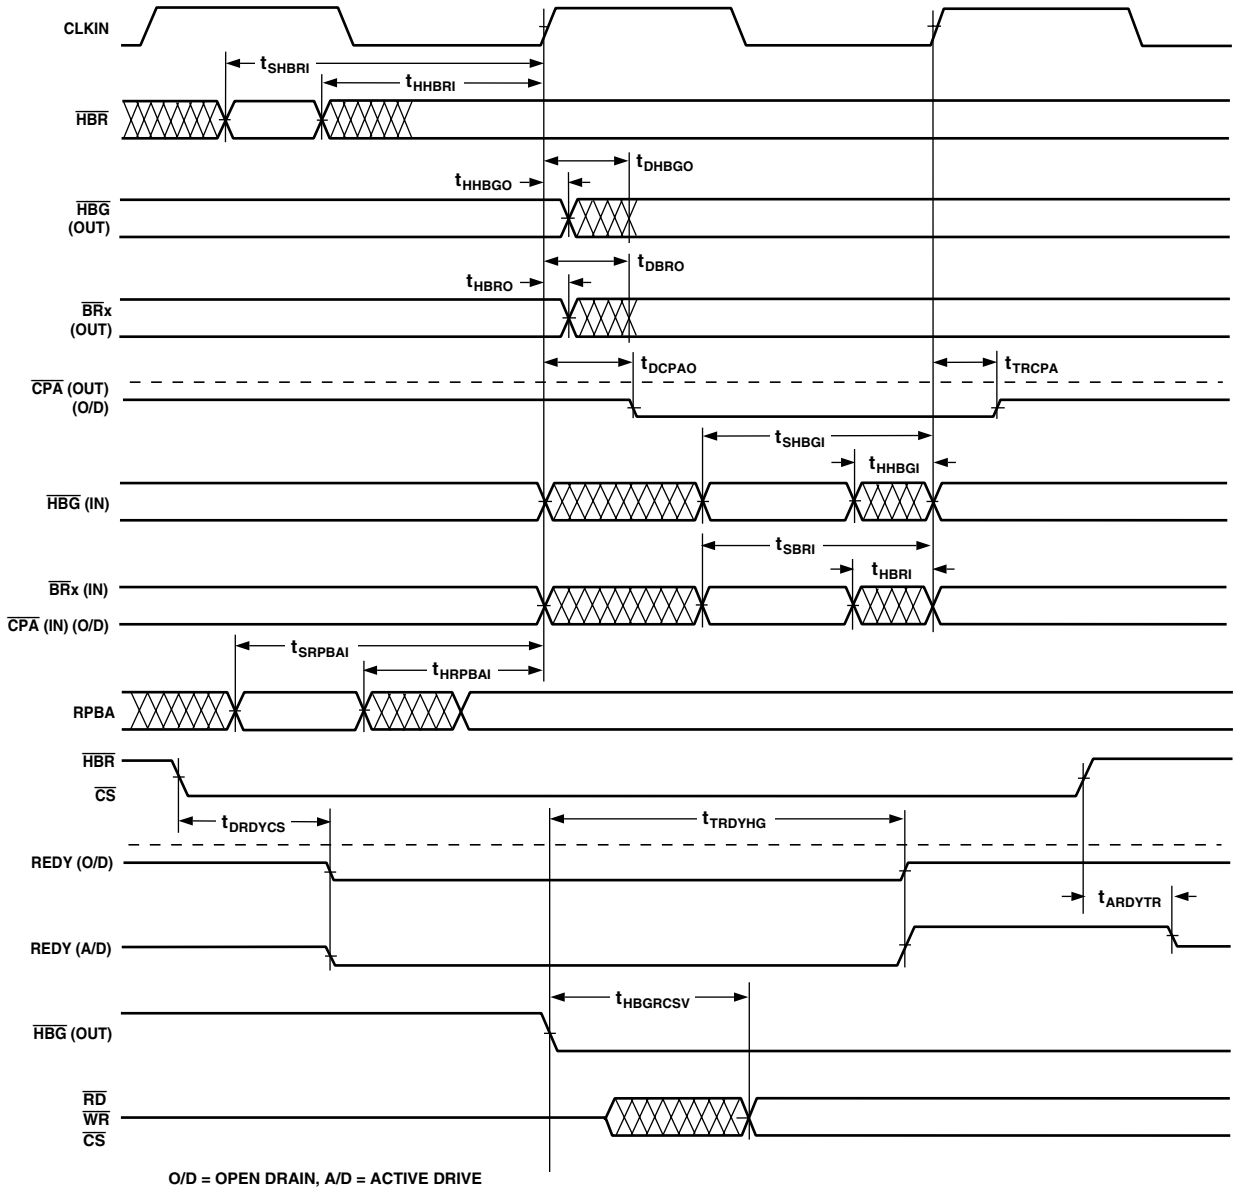 CLKIN
tSHBRI
tHHBRI
HBR
tDHBGO
tHHBGO
HBG
(OUT)
tDBRO
tHBRO
BRx
(OUT)
tDCPAO
tTRCPA
CPA (OUT)
(O/D)
tSHBGI
tHHBGI
HBG (IN)
tSBRI
tHBRI
BRx (IN)
CPA (IN) (O/D)
tSRPBAI
tHRPBAI
RPBA
HBR
CS
tDRDYCS
tTRDYHG
REDY (O/D)
tARDYTR
REDY (A/D)
tHBGRCSV
HBG (OUT)
RD
WR
CS
O/D = OPEN DRAIN, A/D = ACTIVE DRIVE